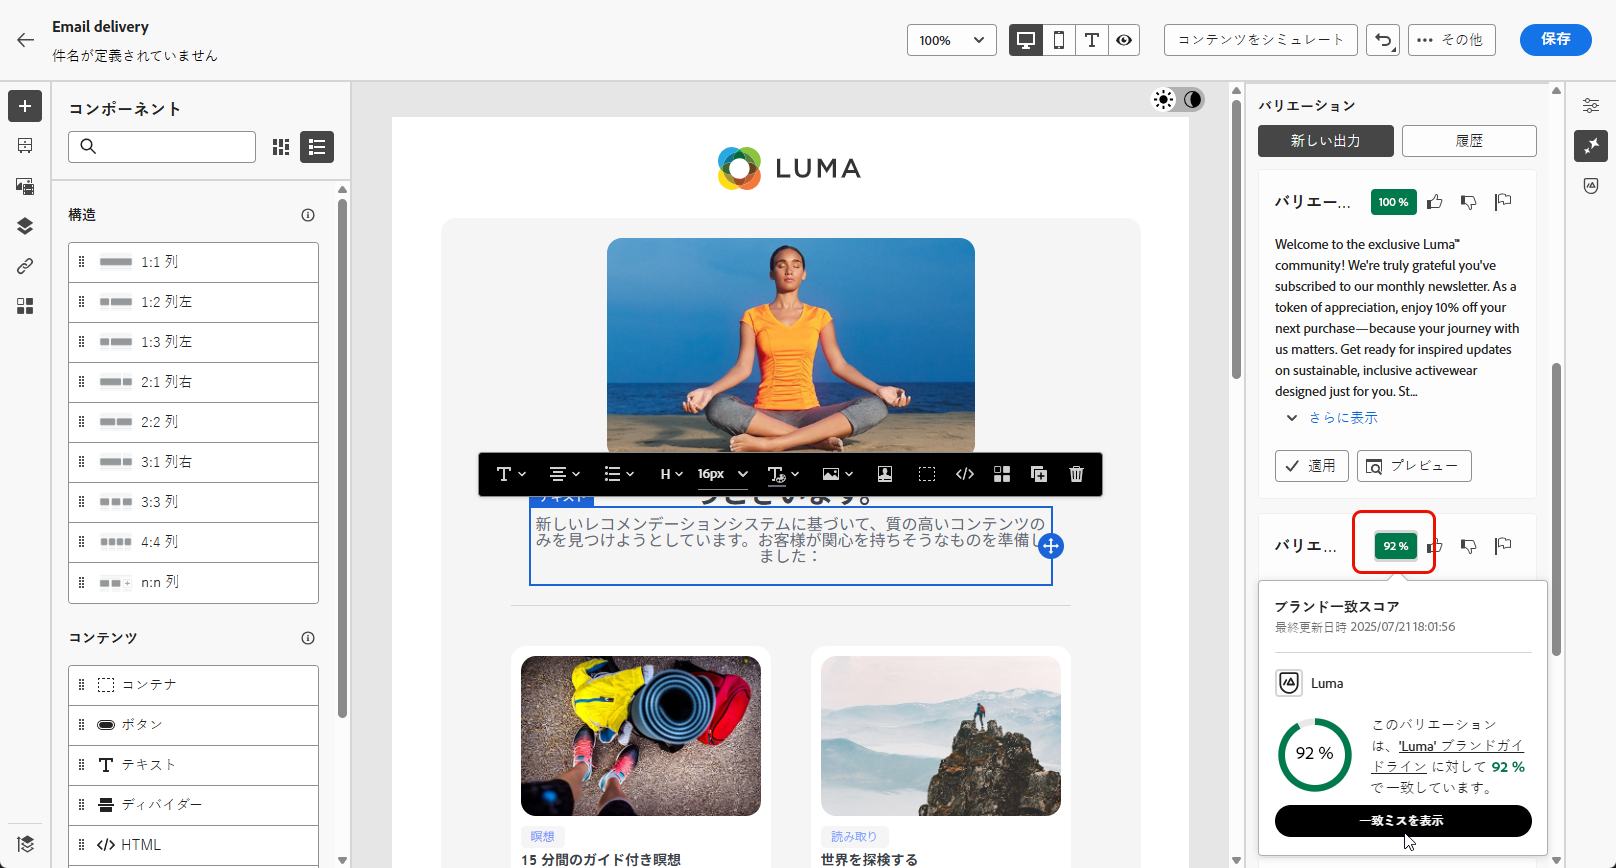 Email delivery
件名が定義されていません
100%
コンテンツをシミュレート
その他
保存
コンポーネント
構造
1:1 列
1:2 列左
1:3 列左
2:1 列右
2:2 列
3:1 列右
3:3 列
4:4 列
n:n 列
コンテンツ
コンテナ
ボタン
テキスト
ディバイダー
HTML
LUMA
H
16px
新しいレコメンデーションシステムに基づいて、質の高いコンテンツの
みを見つけようとしています。お客様が関心を持ちそうなものを準備し
ました：
瞑想
15 分間のガイド付き瞑想
読み取り
世界を探検する
バリエーション
新しい出力
履歴
バリエー...
100 %
Welcome to the exclusive Luma™
community! We're truly grateful you've
subscribed to our monthly newsletter. As a
token of appreciation, enjoy 10% off your
next purchase—because your journey with
us matters. Get ready for inspired updates
on sustainable, inclusive activewear
designed just for you. St...
さらに表示
適用
プレビュー
バリエ...
92 %
ブランド一致スコア
最終更新日時 2025/07/21 18:01:56
Luma
92 %
このバリエーション
は、'Luma' ブランドガイ
ドライン に対して 92 %
で一致しています。
一致ミスを表示